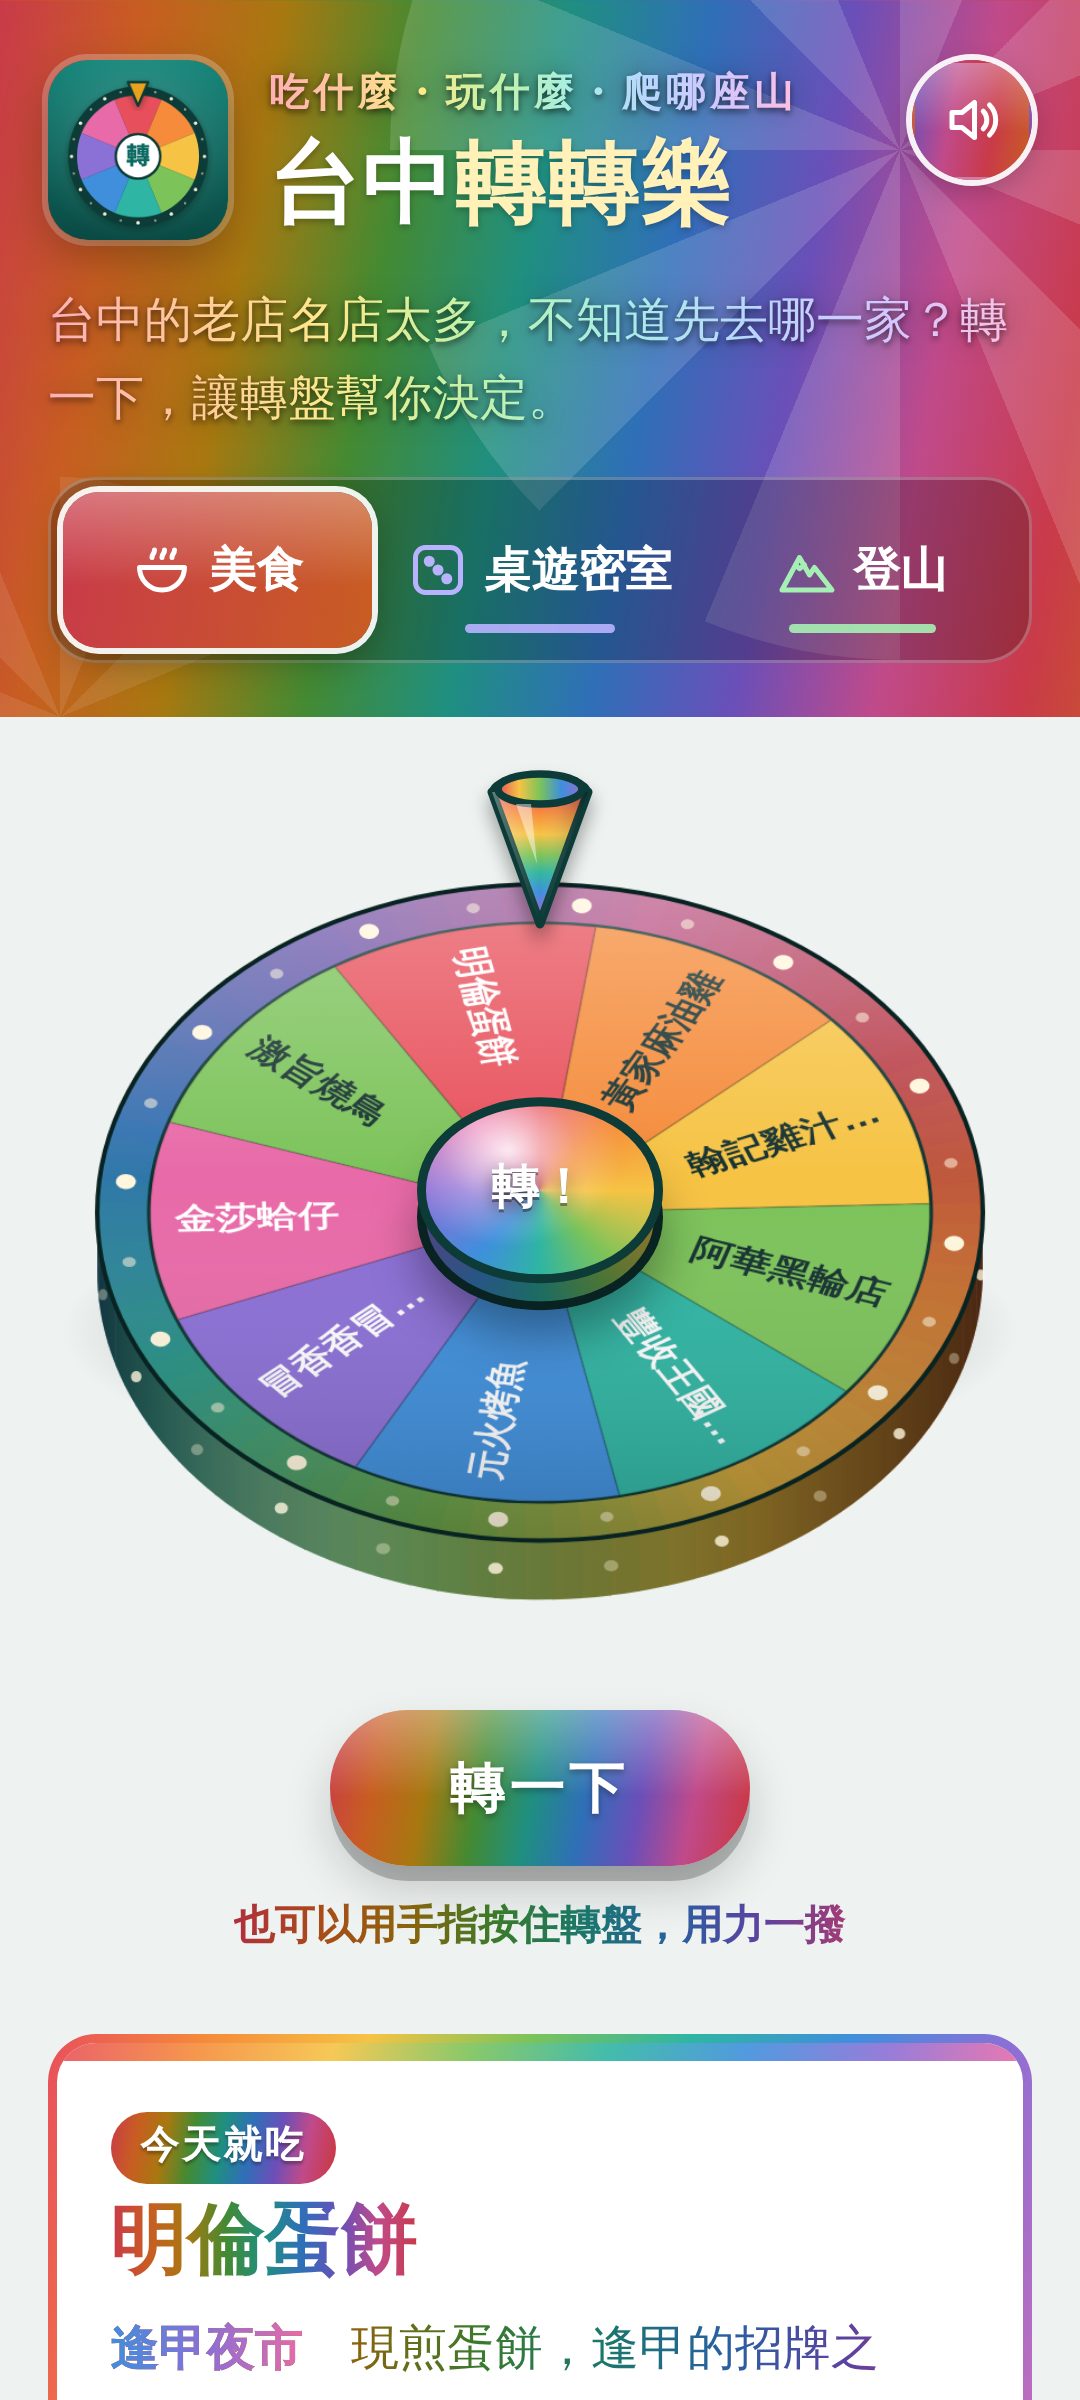 轉
吃什麼・玩什麼・爬哪座山
台中轉轉樂
台中的老店名店太多，不知道先去哪一家？轉
一下，讓轉盤幫你決定。
美食
桌遊密室
登山
明倫蛋餅
黃家麻油雞
翰記雞汁…
阿華黑輪店
豐收王國…
元火烤魚
冒香香冒…
金莎蛤仔
激旨燒鳥
轉！
轉一下
也可以用手指按住轉盤，用力一撥
今天就吃
明倫蛋餅
逢甲夜市 現煎蛋餅，逢甲的招牌之